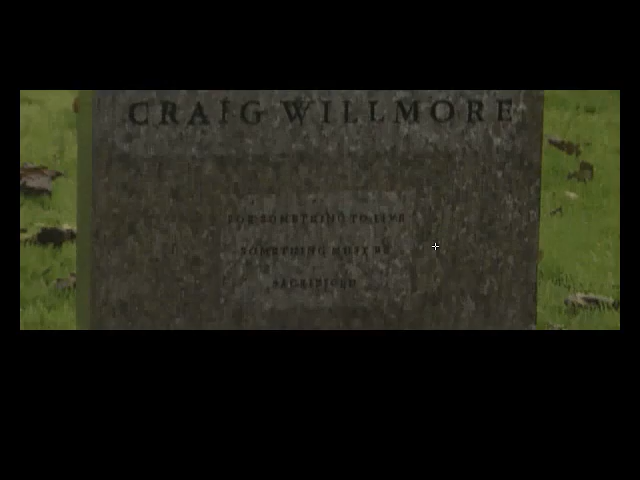 CRAIG WILLMORE
FOR SOMETHING TO LIVE
SOMETHING MUST BE
SACRIFICED